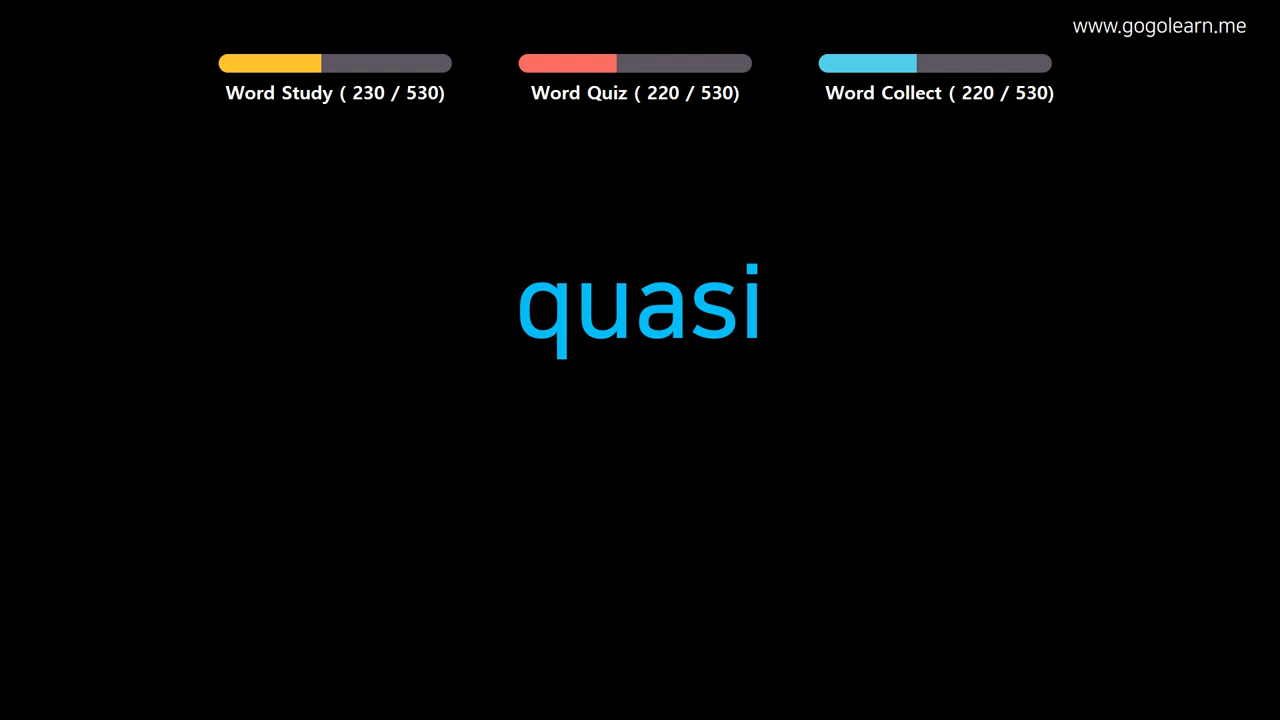 www.gogolearn.me
Word Study ( 230 / 530)
Word Quiz ( 220 / 530)
Word Collect ( 220 / 530)
quasi